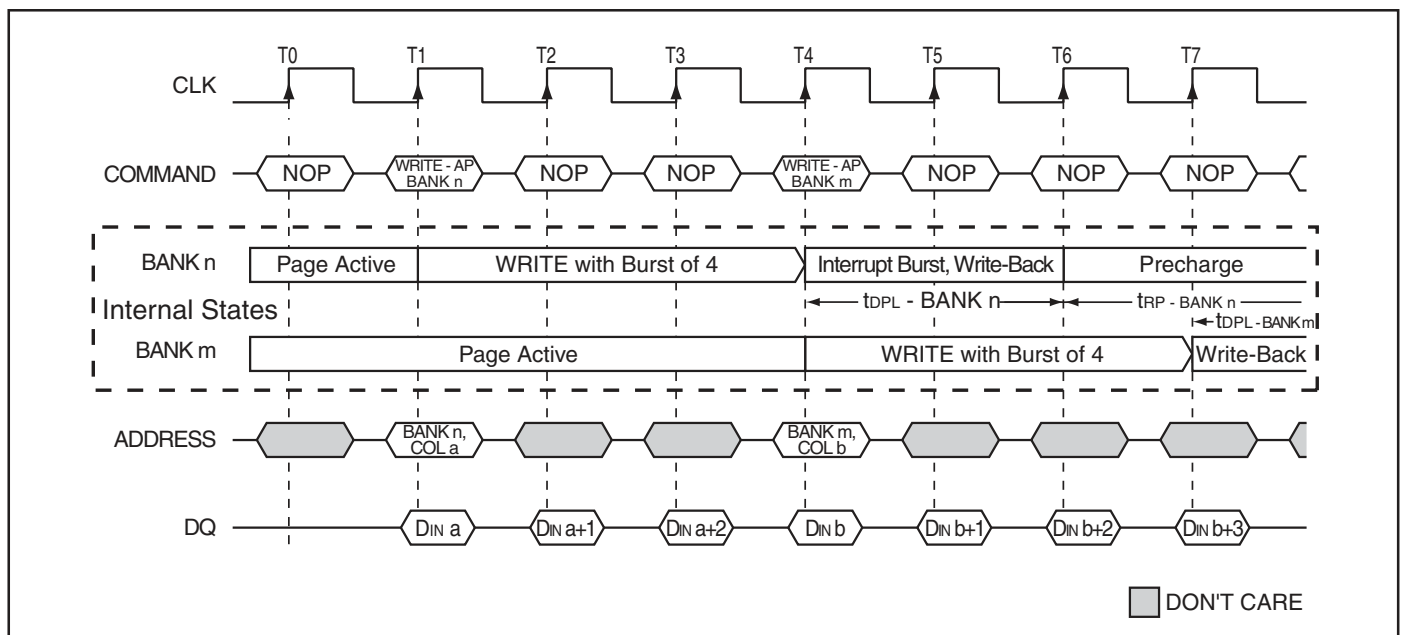 T0 T1 T2 T3 T4 T5 T6 T7
CLK
COMMAND NOP WRITE - AP BANK n NOP NOP WRITE - AP BANK m NOP NOP NOP
BANK n Page Active WRITE with Burst of 4 Interrupt Burst, Write-Back Precharge
Internal States tDPL - BANK n tRP - BANK n
tDPL - BANK m
BANK m Page Active WRITE with Burst of 4 Write-Back
ADDRESS BANK n, COL a BANK m, COL b
DQ DIN a DIN a+1 DIN a+2 DIN b DIN b+1 DIN b+2 DIN b+3
DON'T CARE